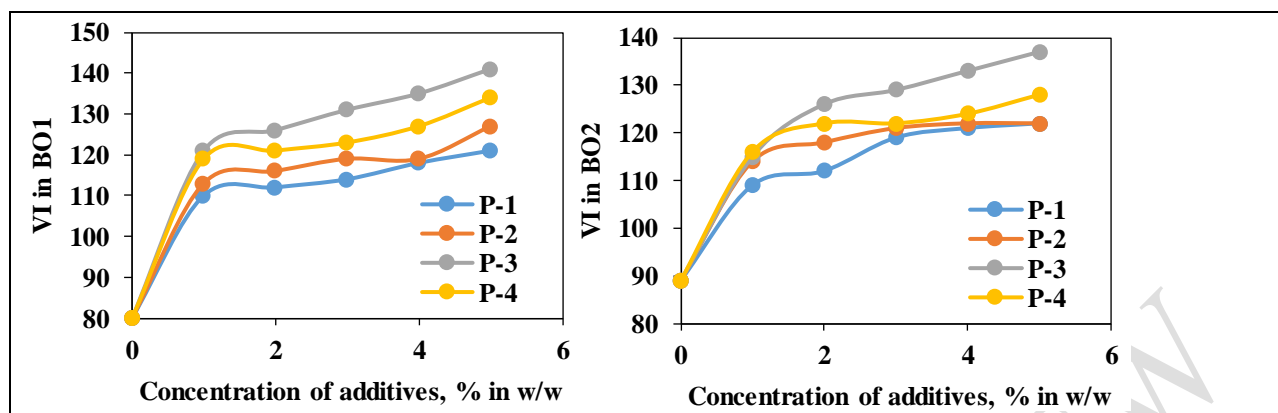 VI in BO1
150
140
130
120
110
100
90
80
0
2
4
6
P-1
P-2
P-3
P-4
Concentration of additives, % in w/w
VI in BO2
140
130
120
110
100
90
80
0
2
4
6
P-1
P-2
P-3
P-4
Concentration of additives, % in w/w
W